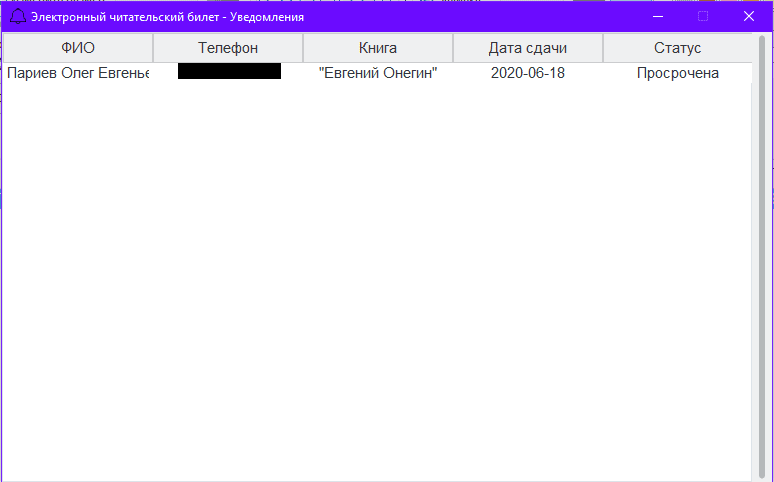 Электронный читательский билет - Уведомления
ФИО Телефон Книга Дата сдачи Статус
Париев Олег Евгенье "Евгений Онегин" 2020-06-18 Просрочена